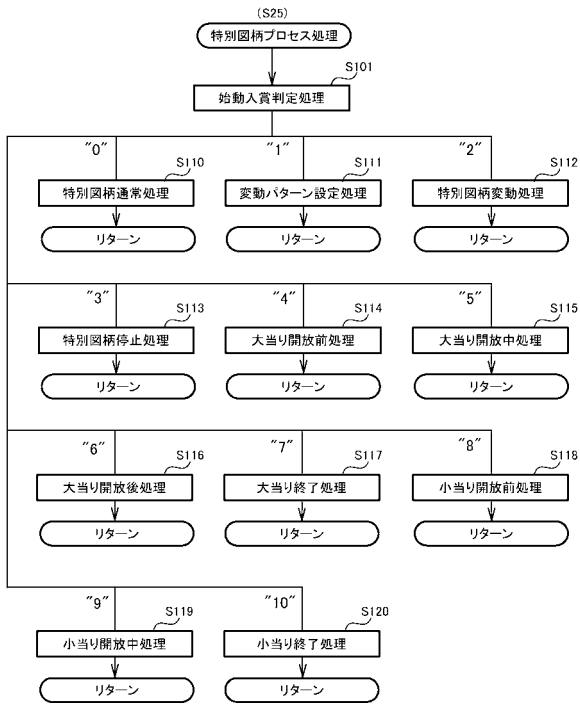 (S25)
特別図柄プロセス処理
S101
始動入賞判定処理
"0"
S110
特別図柄通常処理
リターン
"1"
S111
変動パターン設定処理
リターン
"2"
S112
特別図柄変動処理
リターン
"3"
S113
特別図柄停止処理
リターン
"4"
S114
大当り開放前処理
リターン
"5"
S115
大当り開放中処理
リターン
"6"
S116
大当り開放後処理
リターン
"7"
S117
大当り終了処理
リターン
"8"
S118
小当り開放前処理
リターン
"9"
S119
小当り開放中処理
リターン
"10"
S120
小当り終了処理
リターン